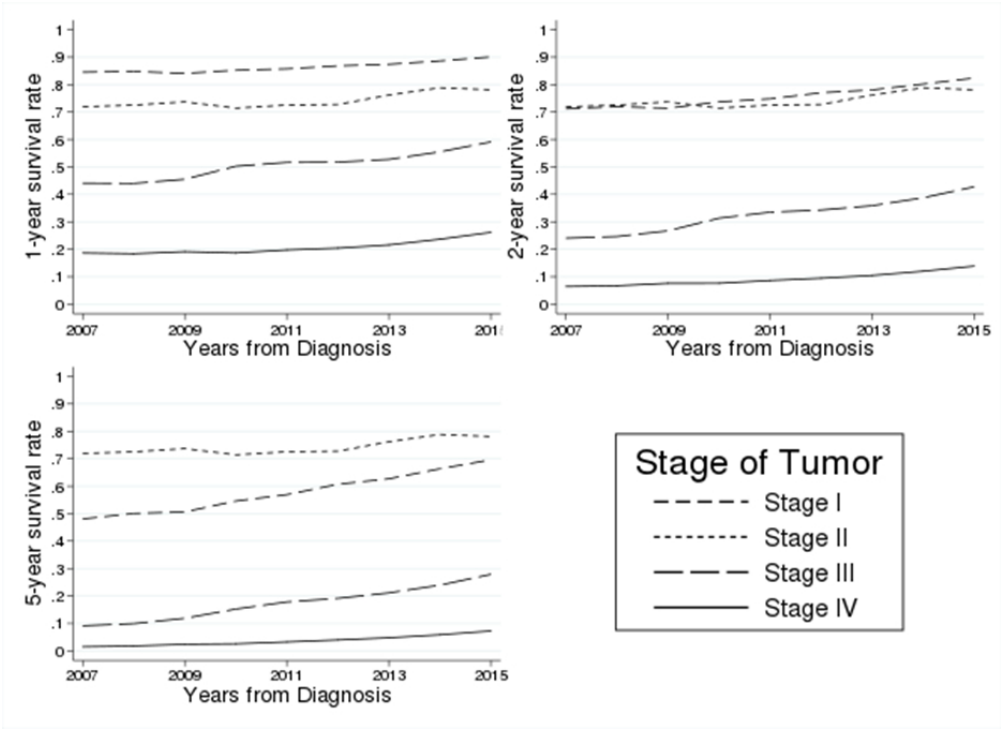 1-year survival rate
1
.9
.8
.7
.6
.5
.4
.3
.2
.1
0
2007 2009 2011 2013 201
Years from Diagnosis
2-year survival rate
1
.9
.8
.7
.6
.5
.4
.3
.2
.1
0
2007 2009 2011 2013 2015
Years from Diagnosis
5-year survival rate
1
.9
.8
.7
.6
.5
.4
.3
.2
.1
0
2007 2009 2011 2013 2015
Years from Diagnosis
Stage of Tumor
Stage I
Stage II
Stage III
Stage IV